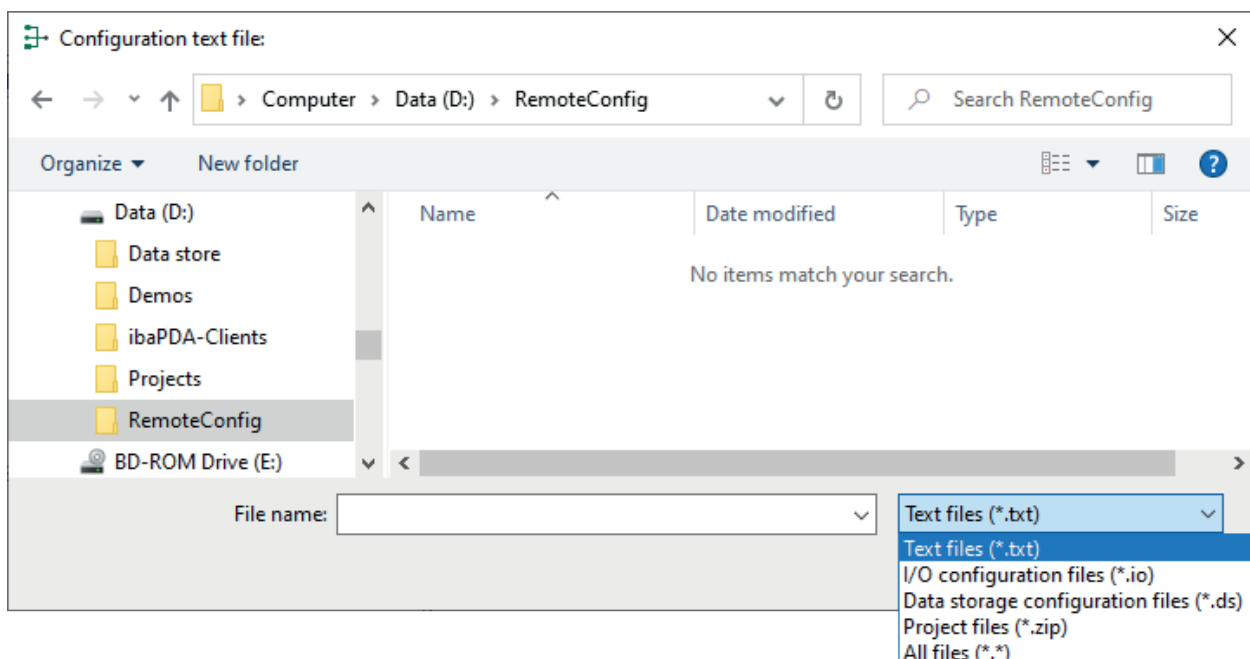 Configuration text file:
Computer > Data (D:) > RemoteConfig
Search RemoteConfig
Organize
New folder
?
Data (D:)
Data store
Demos
ibaPDA-Clients
Projects
RemoteConfig
BD-ROM Drive (E:)
Name
Date modified
Type
Size
No items match your search.
File name:
Text files (*.txt)
Text files (*.txt)
I/O configuration files (*.io)
Data storage configuration files (*.ds)
Project files (*.zip)
All files (*.*)